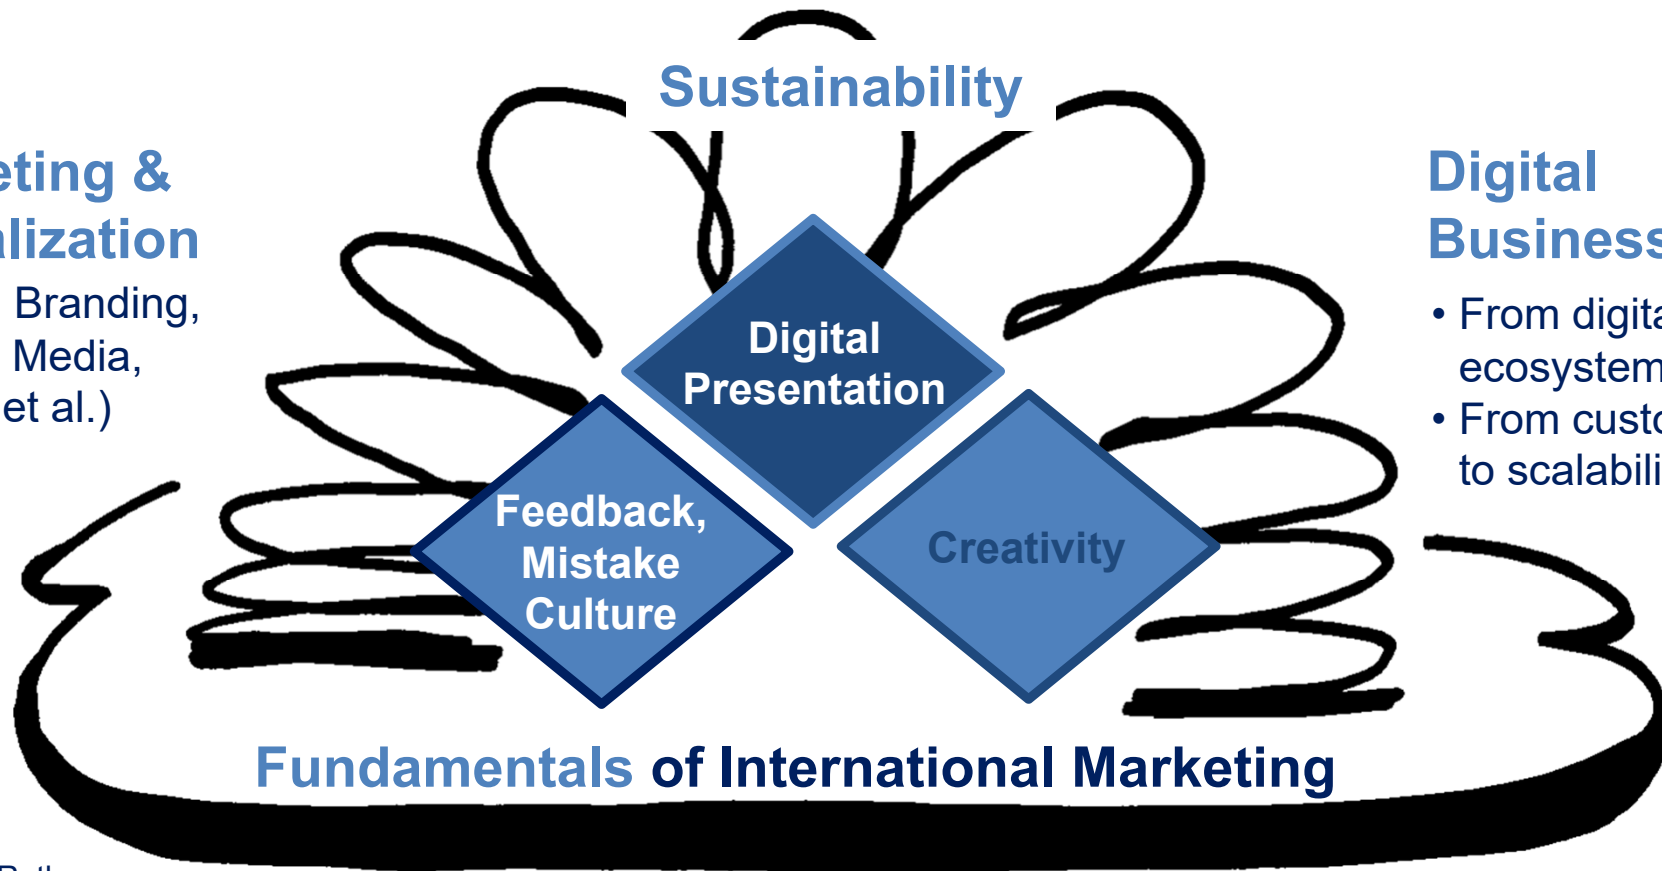 Sustainability
eting &
alization
Branding,
Media,
et al.)
Digital
Business
• From digita
ecosystem
• From custo
to scalabili
Digital
Presentation
Feedback,
Mistake
Culture
Creativity
Fundamentals of International Marketing